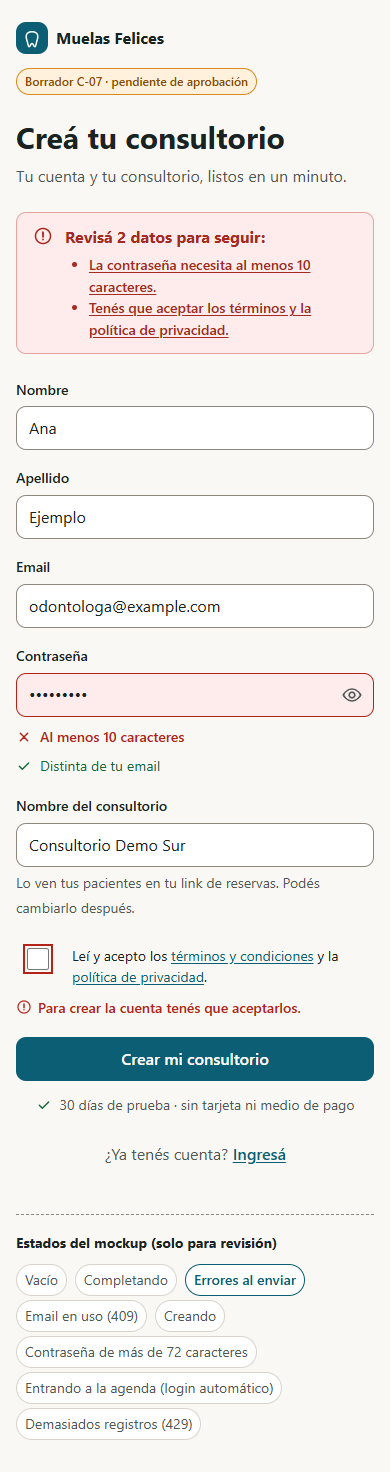 Muelas Felices
Borrador C-07 · pendiente de aprobación
Creá tu consultorio
Tu cuenta y tu consultorio, listos en un minuto.
Revisá 2 datos para seguir:
La contraseña necesita al menos 10
caracteres.
Tenés que aceptar los términos y la
política de privacidad.
Nombre
Ana
Apellido
Ejemplo
Email
odontologa@example.com
Contraseña
•••••••••
Al menos 10 caracteres
Distinta de tu email
Nombre del consultorio
Consultorio Demo Sur
Lo ven tus pacientes en tu link de reservas. Podés
cambiarlo después.
Leí y acepto los términos y condiciones y la
política de privacidad.
Para crear la cuenta tenés que aceptarlos.
Crear mi consultorio
30 días de prueba · sin tarjeta ni medio de pago
¿Ya tenés cuenta? Ingresá
Estados del mockup (solo para revisión)
Vacío Completando Errores al enviar
Email en uso (409) Creando
Contraseña de más de 72 caracteres
Entrando a la agenda (login automático)
Demasiados registros (429)